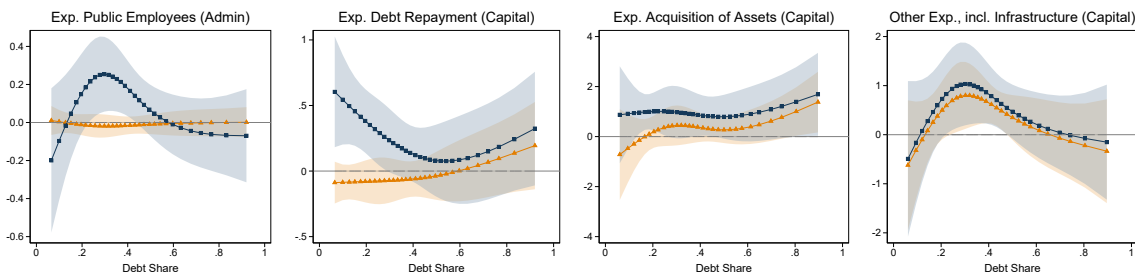 Exp. Public Employees (Admin)
0.4
0.2
0.0
-0.2
-0.4
-0.6
0 .2 .4 .6 .8 1
Debt Share
Exp. Debt Repayment (Capital)
1
.5
0
-.5
0 .2 .4 .6 .8 1
Debt Share
Exp. Acquisition of Assets (Capital)
4
2
0
-2
-4
0 .2 .4 .6 .8 1
Debt Share
Other Exp., incl. Infrastructure (Capital)
2
1
0
-1
-2
0 .2 .4 .6 .8 1
Debt Share